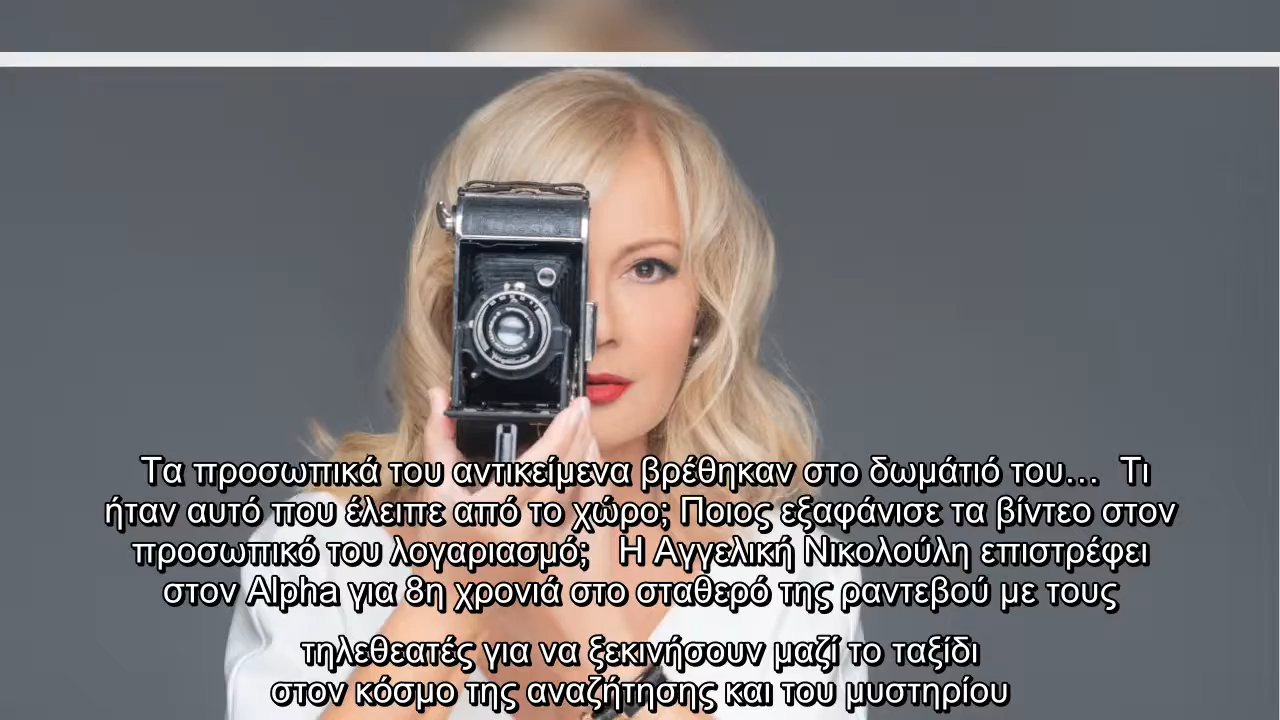 Τα προσωπικά του αντικείμενα βρέθηκαν στο δωμάτιό του… Τι
ήταν αυτό που έλειπε από το χώρο; Ποιος εξαφάνισε τα βίντεο στον
προσωπικό του λογαριασμό; Η Αγγελική Νικολούλη επιστρέφει
στον Alpha για 8η χρονιά στο σταθερό της ραντεβού με τους
τηλεθεατές για να ξεκινήσουν μαζί το ταξίδι
στον κόσμο της αναζήτησης και του μυστηρίου